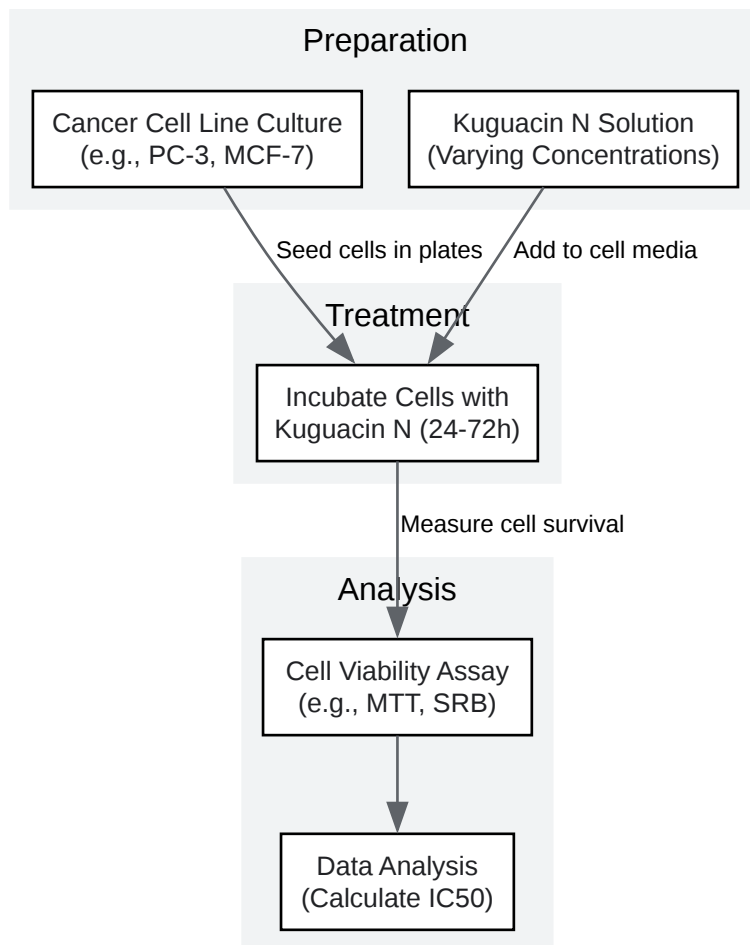 Preparation
Cancer Cell Line Culture
(e.g., PC-3, MCF-7)
Kuguacin N Solution
(Varying Concentrations)
Seed cells in plates
Add to cell media
Treatment
Incubate Cells with
Kuguacin N (24-72h)
Measure cell survival
Analysis
Cell Viability Assay
(e.g., MTT, SRB)
Data Analysis
(Calculate IC50)